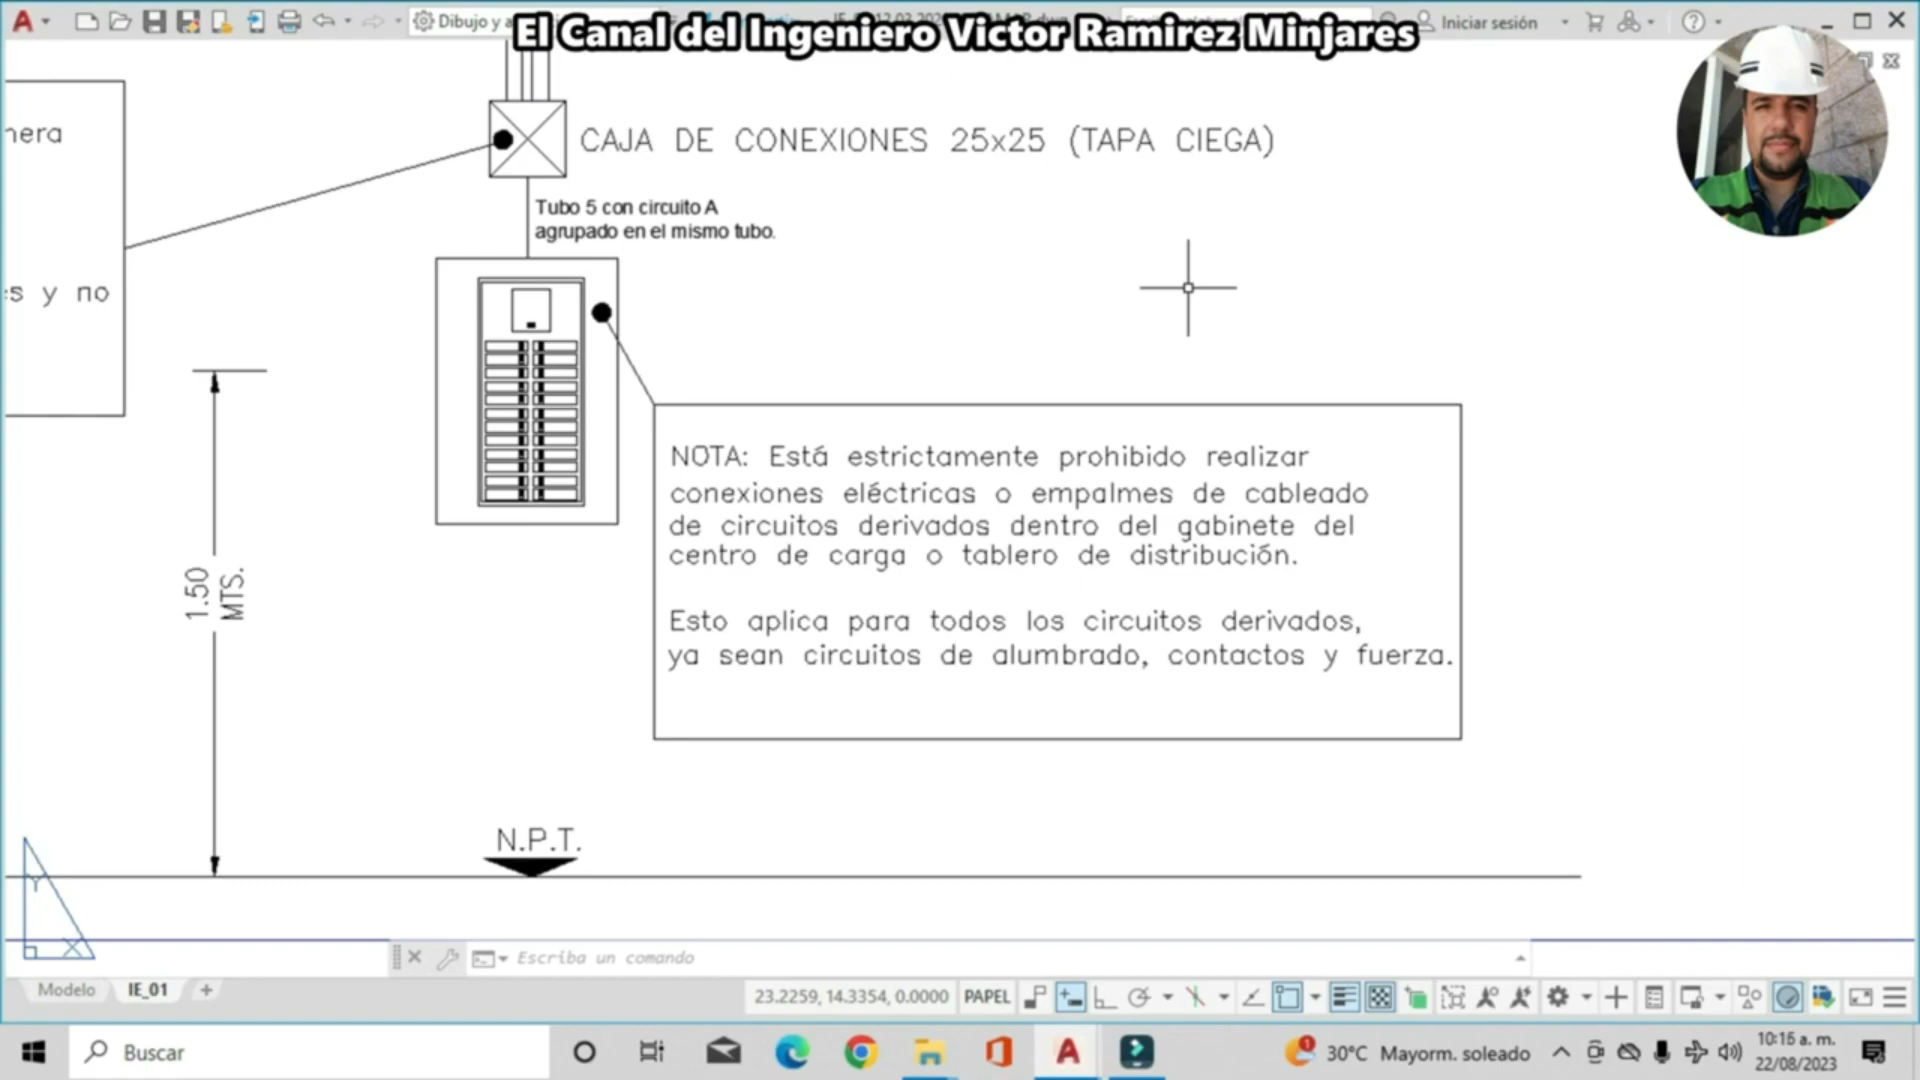 El Canal del Ingeniero Victor Ramirez Minjares
Dibujo y a
Iniciar sesión
nera
CAJA DE CONEXIONES 25x25 (TAPA CIEGA)
Tubo 5 con circuito A
agrupado en el mismo tubo.
y no
NOTA: Está estrictamente prohibido realizar
conexiones eléctricas o empalmes de cableado
de circuitos derivados dentro del gabinete del
centro de carga o tablero de distribución.
Esto aplica para todos los circuitos derivados,
ya sean circuitos de alumbrado, contactos y fuerza.
1.50
MTS.
N.P.T.
Y
X
Escriba un comando
Modelo
IE_01
23.2259, 14.3354, 0.0000
PAPEL
Buscar
1
30°C Mayorm. soleado
10:16 a. m.
22/08/2023